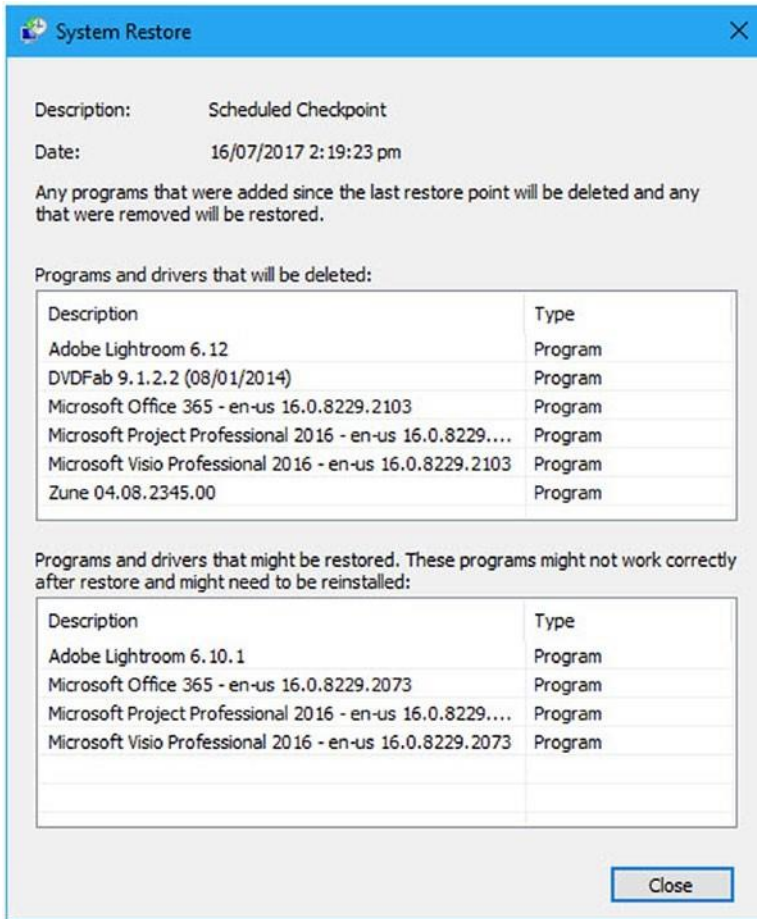 System Restore
Description: Scheduled Checkpoint
Date: 16/07/2017 2:19:23 pm
Any programs that were added since the last restore point will be deleted and any
that were removed will be restored.
Programs and drivers that will be deleted:
Description Type
Adobe Lightroom 6.12 Program
DVDFab 9.1.2.2 (08/01/2014) Program
Microsoft Office 365 - en-us 16.0.8229.2103 Program
Microsoft Project Professional 2016 - en-us 16.0.8229.... Program
Microsoft Visio Professional 2016 - en-us 16.0.8229.2103 Program
Zune 04.08.2345.00 Program
Programs and drivers that might be restored. These programs might not work correctly
after restore and might need to be reinstalled:
Description Type
Adobe Lightroom 6.10.1 Program
Microsoft Office 365 - en-us 16.0.8229.2073 Program
Microsoft Project Professional 2016 - en-us 16.0.8229.... Program
Microsoft Visio Professional 2016 - en-us 16.0.8229.2073 Program
Close